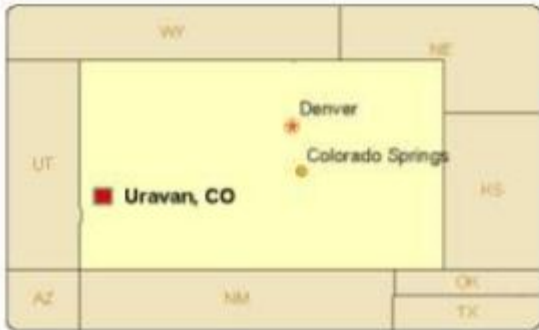 WY
NE
Denver
UT
Colorado Springs
KS
Uravan, CO
AZ
NM
OK
TX